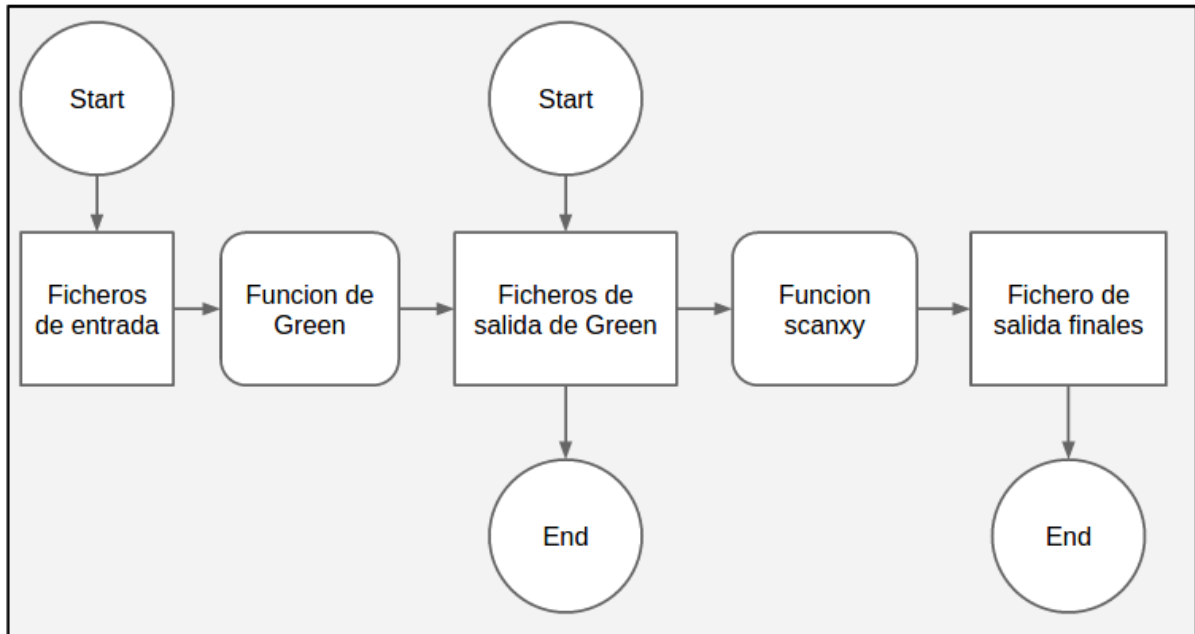 Start
Start
Ficheros
de entrada
Funcion de
Green
Ficheros de
salida de Green
Funcion
scanxy
Fichero de
salida finales
End
End